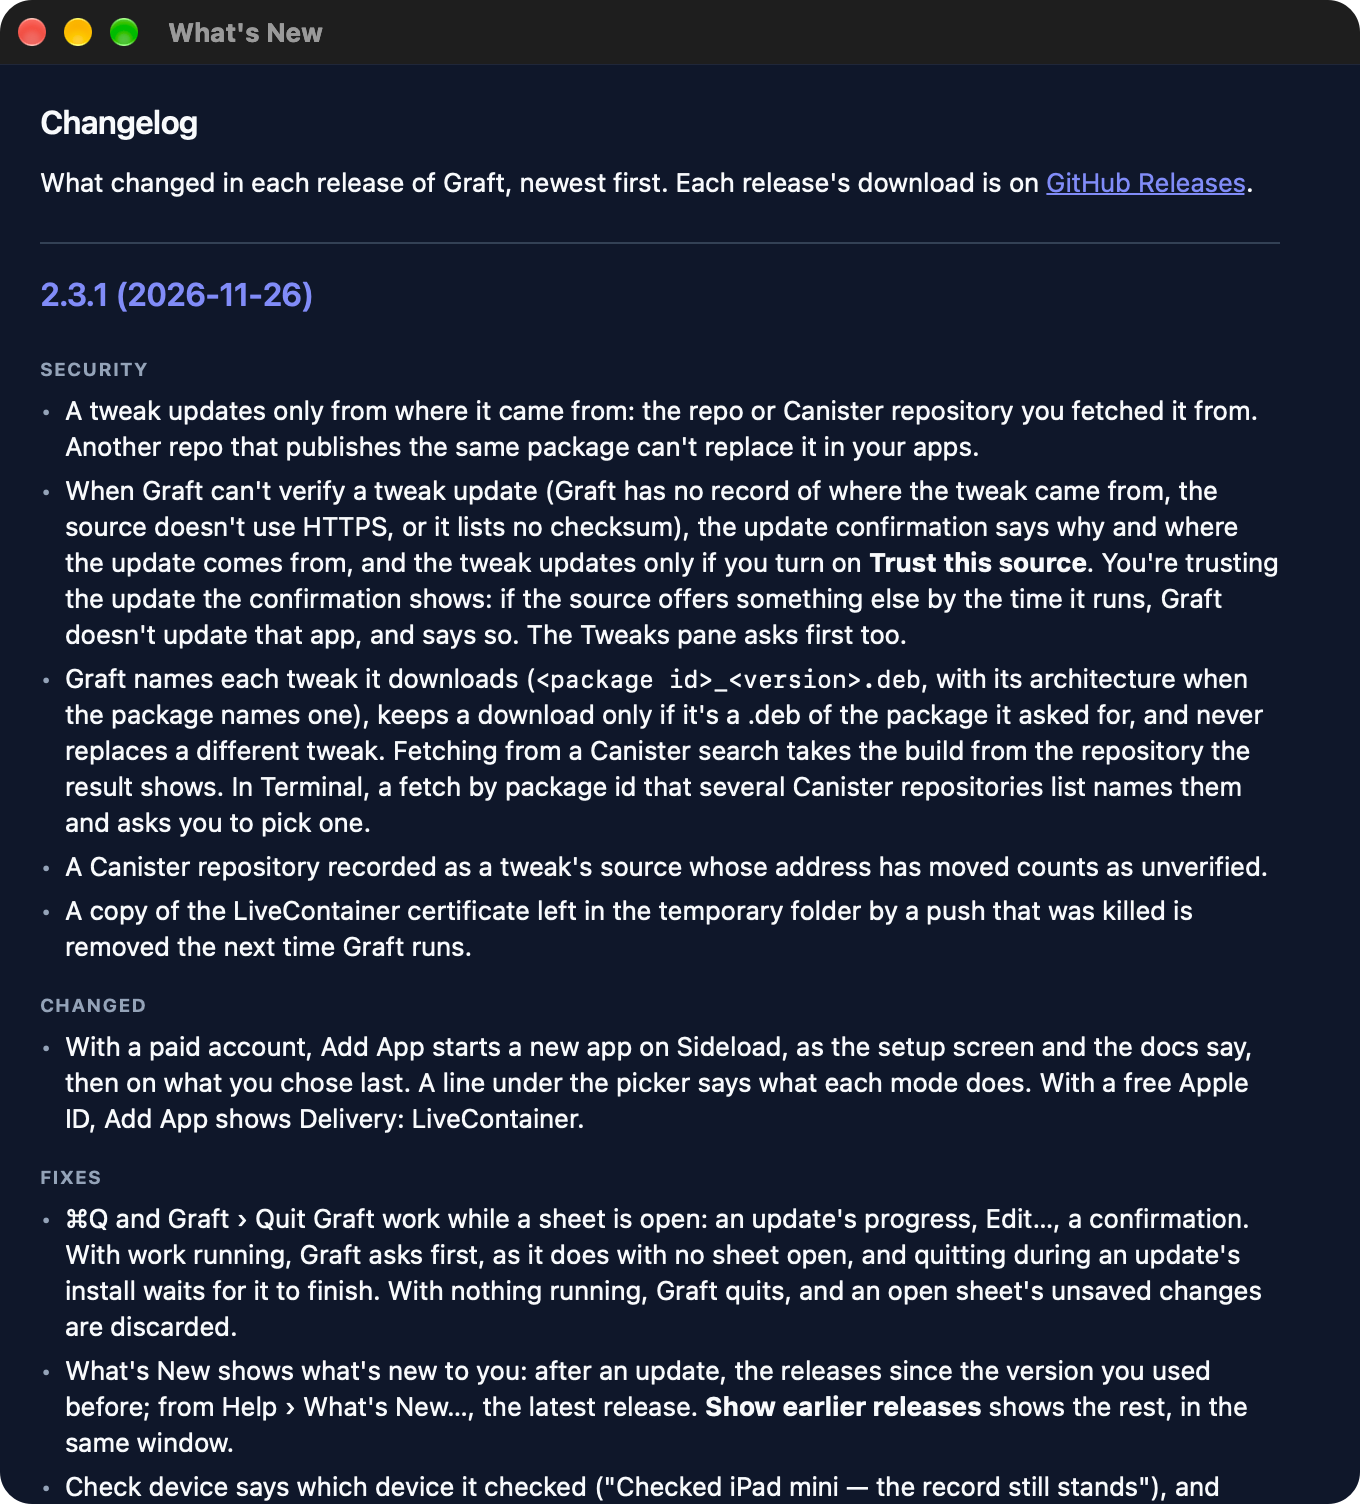 What's New
Changelog
What changed in each release of Graft, newest first. Each release's download is on GitHub Releases.
2.3.1 (2026-11-26)
SECURITY
• A tweak updates only from where it came from: the repo or Canister repository you fetched it from.
Another repo that publishes the same package can't replace it in your apps.
• When Graft can't verify a tweak update (Graft has no record of where the tweak came from, the
source doesn't use HTTPS, or it lists no checksum), the update confirmation says why and where
the update comes from, and the tweak updates only if you turn on Trust this source. You're trusting
the update the confirmation shows: if the source offers something else by the time it runs, Graft
doesn't update that app, and says so. The Tweaks pane asks first too.
• Graft names each tweak it downloads (<package id>_<version>.deb, with its architecture when
the package names one), keeps a download only if it's a .deb of the package it asked for, and never
replaces a different tweak. Fetching from a Canister search takes the build from the repository the
result shows. In Terminal, a fetch by package id that several Canister repositories list names them
and asks you to pick one.
• A Canister repository recorded as a tweak's source whose address has moved counts as unverified.
• A copy of the LiveContainer certificate left in the temporary folder by a push that was killed is
removed the next time Graft runs.
CHANGED
• With a paid account, Add App starts a new app on Sideload, as the setup screen and the docs say,
then on what you chose last. A line under the picker says what each mode does. With a free Apple
ID, Add App shows Delivery: LiveContainer.
FIXES
• ⌘Q and Graft › Quit Graft work while a sheet is open: an update's progress, Edit…, a confirmation.
With work running, Graft asks first, as it does with no sheet open, and quitting during an update's
install waits for it to finish. With nothing running, Graft quits, and an open sheet's unsaved changes
are discarded.
• What's New shows what's new to you: after an update, the releases since the version you used
before; from Help › What's New…, the latest release. Show earlier releases shows the rest, in the
same window.
• Check device says which device it checked ("Checked iPad mini — the record still stands"), and